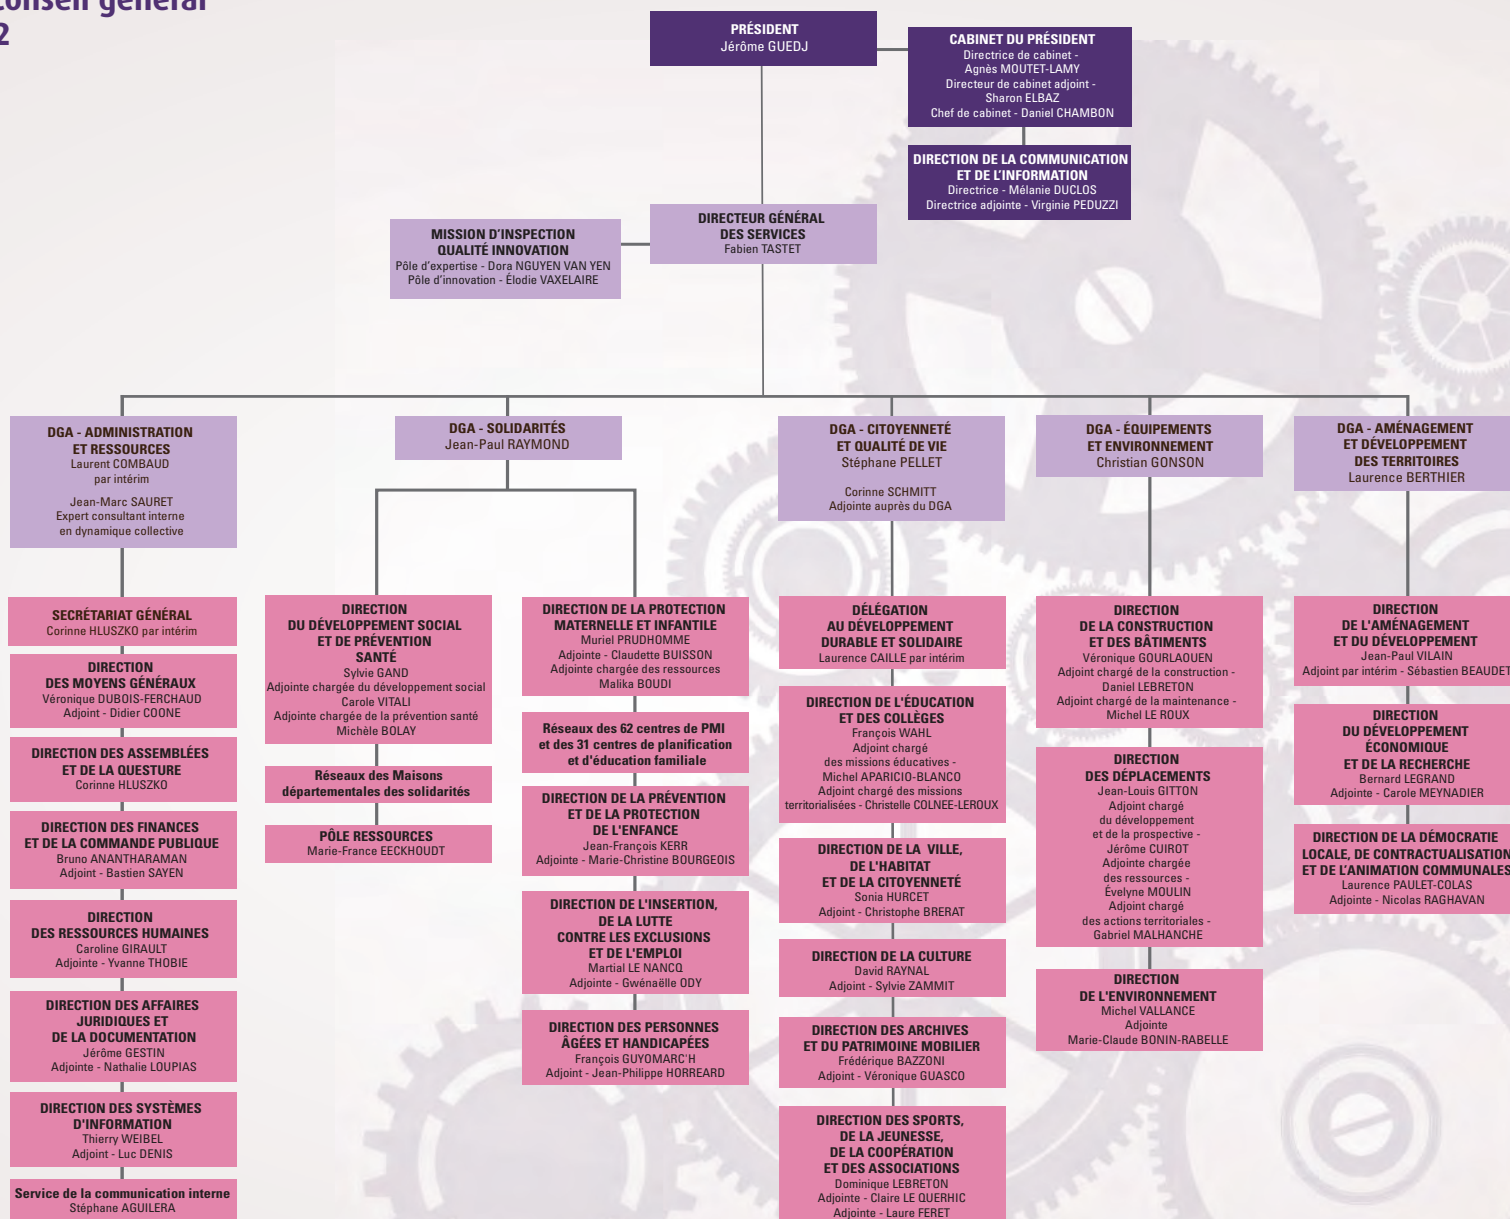 conseil général
2
PRÉSIDENT
Jérôme GUEDJ
CABINET DU PRÉSIDENT
Directrice de cabinet -
Agnès MOUTET-LAMY
Directeur de cabinet adjoint -
Sharon ELBAZ
Chef de cabinet - Daniel CHAMBON
DIRECTION DE LA COMMUNICATION
ET DE L'INFORMATION
Directrice - Mélanie DUCLOS
Directrice adjointe - Virginie PEDUZZI
DIRECTEUR GÉNÉRAL
DES SERVICES
Fabien TASTET
MISSION D'INSPECTION
QUALITÉ INNOVATION
Pôle d'expertise - Dora NGUYEN VAN YEN
Pôle d'innovation - Élodie VAXELAIRE
DGA - ADMINISTRATION
ET RESSOURCES
Laurent COMBAUD
par intérim
Jean-Marc SAURET
Expert consultant interne
en dynamique collective
SECRÉTARIAT GÉNÉRAL
Corinne HLUSZKO par intérim
DIRECTION
DES MOYENS GÉNÉRAUX
Véronique DUBOIS-FERCHAUD
Adjoint - Didier COONE
DIRECTION DES ASSEMBLÉES
ET DE LA QUESTURE
Corinne HLUSZKO
DIRECTION DES FINANCES
ET DE LA COMMANDE PUBLIQUE
Bruno ANANTHARAMAN
Adjoint - Bastien SAYEN
DIRECTION
DES RESSOURCES HUMAINES
Caroline GIRAULT
Adjointe - Yvanne THOBIE
DIRECTION DES AFFAIRES
JURIDIQUES ET
DE LA DOCUMENTATION
Jérôme GESTIN
Adjointe - Nathalie LOUPIAS
DIRECTION DES SYSTÈMES
D'INFORMATION
Thierry WEIBEL
Adjoint - Luc DENIS
Service de la communication interne
Stéphane AGUILERA
DGA - SOLIDARITÉS
Jean-Paul RAYMOND
DIRECTION
DU DÉVELOPPEMENT SOCIAL
ET DE PRÉVENTION
SANTÉ
Sylvie GAND
Adjointe chargée du développement social
Carole VITALI
Adjointe chargée de la prévention santé
Michèle BOLAY
Réseaux des Maisons
départementales des solidarités
PÔLE RESSOURCES
Marie-France EECKHOUDT
DIRECTION DE LA PROTECTION
MATERNELLE ET INFANTILE
Muriel PRUDHOMME
Adjointe - Claudette BUISSON
Adjointe chargée des ressources
Malika BOUDI
Réseaux des 62 centres de PMI
et des 31 centres de planification
et d'éducation familiale
DIRECTION DE LA PRÉVENTION
ET DE LA PROTECTION
DE L'ENFANCE
Jean-François KERR
Adjointe - Marie-Christine BOURGEOIS
DIRECTION DE L'INSERTION,
DE LA LUTTE
CONTRE LES EXCLUSIONS
ET DE L'EMPLOI
Martial LE NANCQ
Adjointe - Gwénaëlle ODY
DIRECTION DES PERSONNES
ÂGÉES ET HANDICAPÉES
François GUYOMARC'H
Adjoint - Jean-Philippe HORREARD
DGA - CITOYENNETÉ
ET QUALITÉ DE VIE
Stéphane PELLET
Corinne SCHMITT
Adjointe auprès du DGA
DÉLÉGATION
AU DÉVELOPPEMENT
DURABLE ET SOLIDAIRE
Laurence CAILLE par intérim
DIRECTION DE L'ÉDUCATION
ET DES COLLÈGES
François WAHL
Adjoint chargé
des missions éducatives -
Michel APARICIO-BLANCO
Adjoint chargé des missions
territorialisées - Christelle COLNEE-LEROUX
DIRECTION DE LA VILLE,
DE L'HABITAT
ET DE LA CITOYENNETÉ
Sonia HURCET
Adjoint - Christophe BRERAT
DIRECTION DE LA CULTURE
David RAYNAL
Adjoint - Sylvie ZAMMIT
DIRECTION DES ARCHIVES
ET DU PATRIMOINE MOBILIER
Frédérique BAZZONI
Adjoint - Véronique GUASCO
DIRECTION DES SPORTS,
DE LA JEUNESSE,
DE LA COOPÉRATION
ET DES ASSOCIATIONS
Dominique LEBRETON
Adjointe - Claire LE QUERHIC
Adjointe - Laure FERET
DGA - ÉQUIPEMENTS
ET ENVIRONNEMENT
Christian GONSON
DIRECTION
DE LA CONSTRUCTION
ET DES BÂTIMENTS
Véronique GOURLAOUEN
Adjoint chargé de la construction -
Daniel LEBRETON
Adjoint chargé de la maintenance -
Michel LE ROUX
DIRECTION
DES DÉPLACEMENTS
Jean-Louis GITTON
Adjoint chargé
du développement
et de la prospective -
Jérôme CUIROT
Adjointe chargée
des ressources -
Évelyne MOULIN
Adjoint chargé
des actions territoriales -
Gabriel MALHANCHE
DIRECTION
DE L'ENVIRONNEMENT
Michel VALLANCE
Adjointe
Marie-Claude BONIN-RABELLE
DGA - AMÉNAGEMENT
ET DÉVELOPPEMENT
DES TERRITOIRES
Laurence BERTHIER
DIRECTION
DE L'AMÉNAGEMENT
ET DU DÉVELOPPEMENT
Jean-Paul VILAIN
Adjoint par intérim - Sébastien BEAUDET
DIRECTION
DU DÉVELOPPEMENT
ÉCONOMIQUE
ET DE LA RECHERCHE
Bernard LEGRAND
Adjointe - Carole MEYNADIER
DIRECTION DE LA DÉMOCRATIE
LOCALE, DE CONTRACTUALISATION
ET DE L'ANIMATION COMMUNALES
Laurence PAULET-COLAS
Adjointe - Nicolas RAGHAVAN